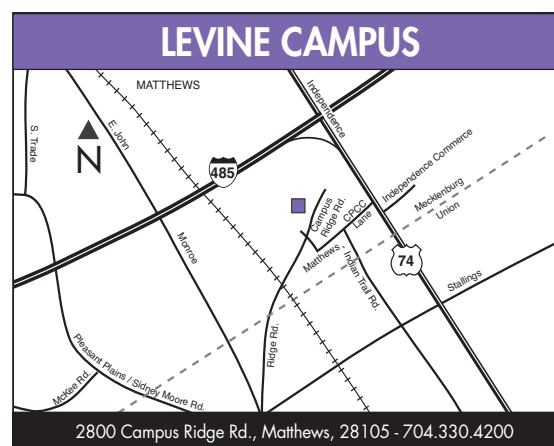 LEVINE CAMPUS
MATTHEWS
Independence
S. Trade
E. John
N
485
Independence Commerce
Campus
Ridge Rd.
CPCC
Lane
Mecklenburg
Union
Monroe
Matthews
Indian Trail Rd.
74
Stallings
Ridge Rd.
Pleasant Plains / Sidney Moore Rd.
McKee Rd.
2800 Campus Ridge Rd., Matthews, 28105 - 704.330.4200